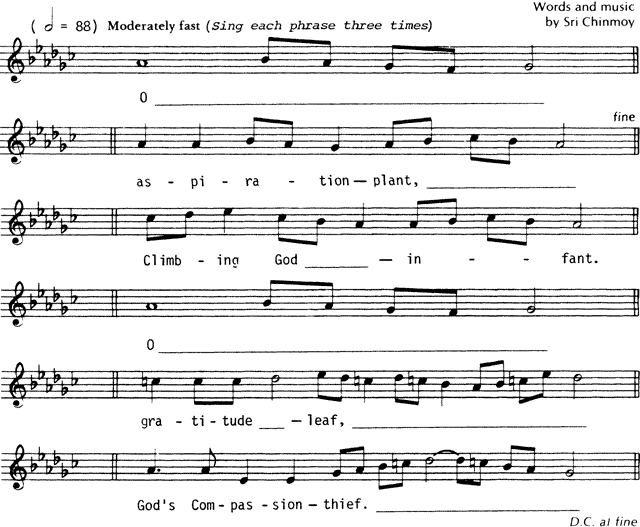 ( = 88) Moderately fast (Sing each phrase three times)
Words and music
by Sri Chinmoy
O
fine
as - pi - ra - tion — plant,
Climb - ing God — in - - fant.
O
gra - ti - tude — leaf,
God's Com - pas - sion — thief.
D.C. al fine